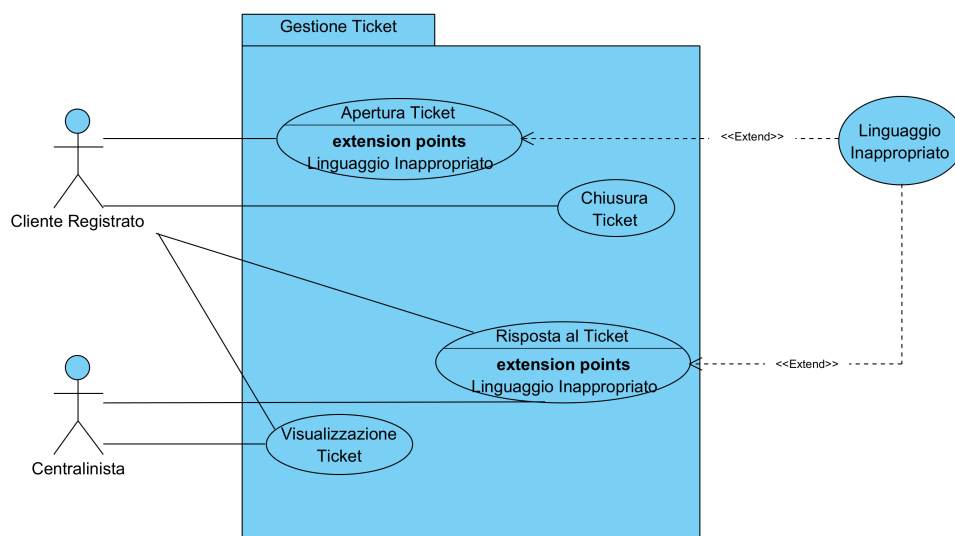 Gestione Ticket
Apertura Ticket
extension points
Linguaggio Inappropriato
<<Extend>>
Linguaggio
Inappropriato
Cliente Registrato
Chiusura
Ticket
Risposta al Ticket
extension points
Linguaggio Inappropriato
<<Extend>>
Visualizzazione
Ticket
Centralinista